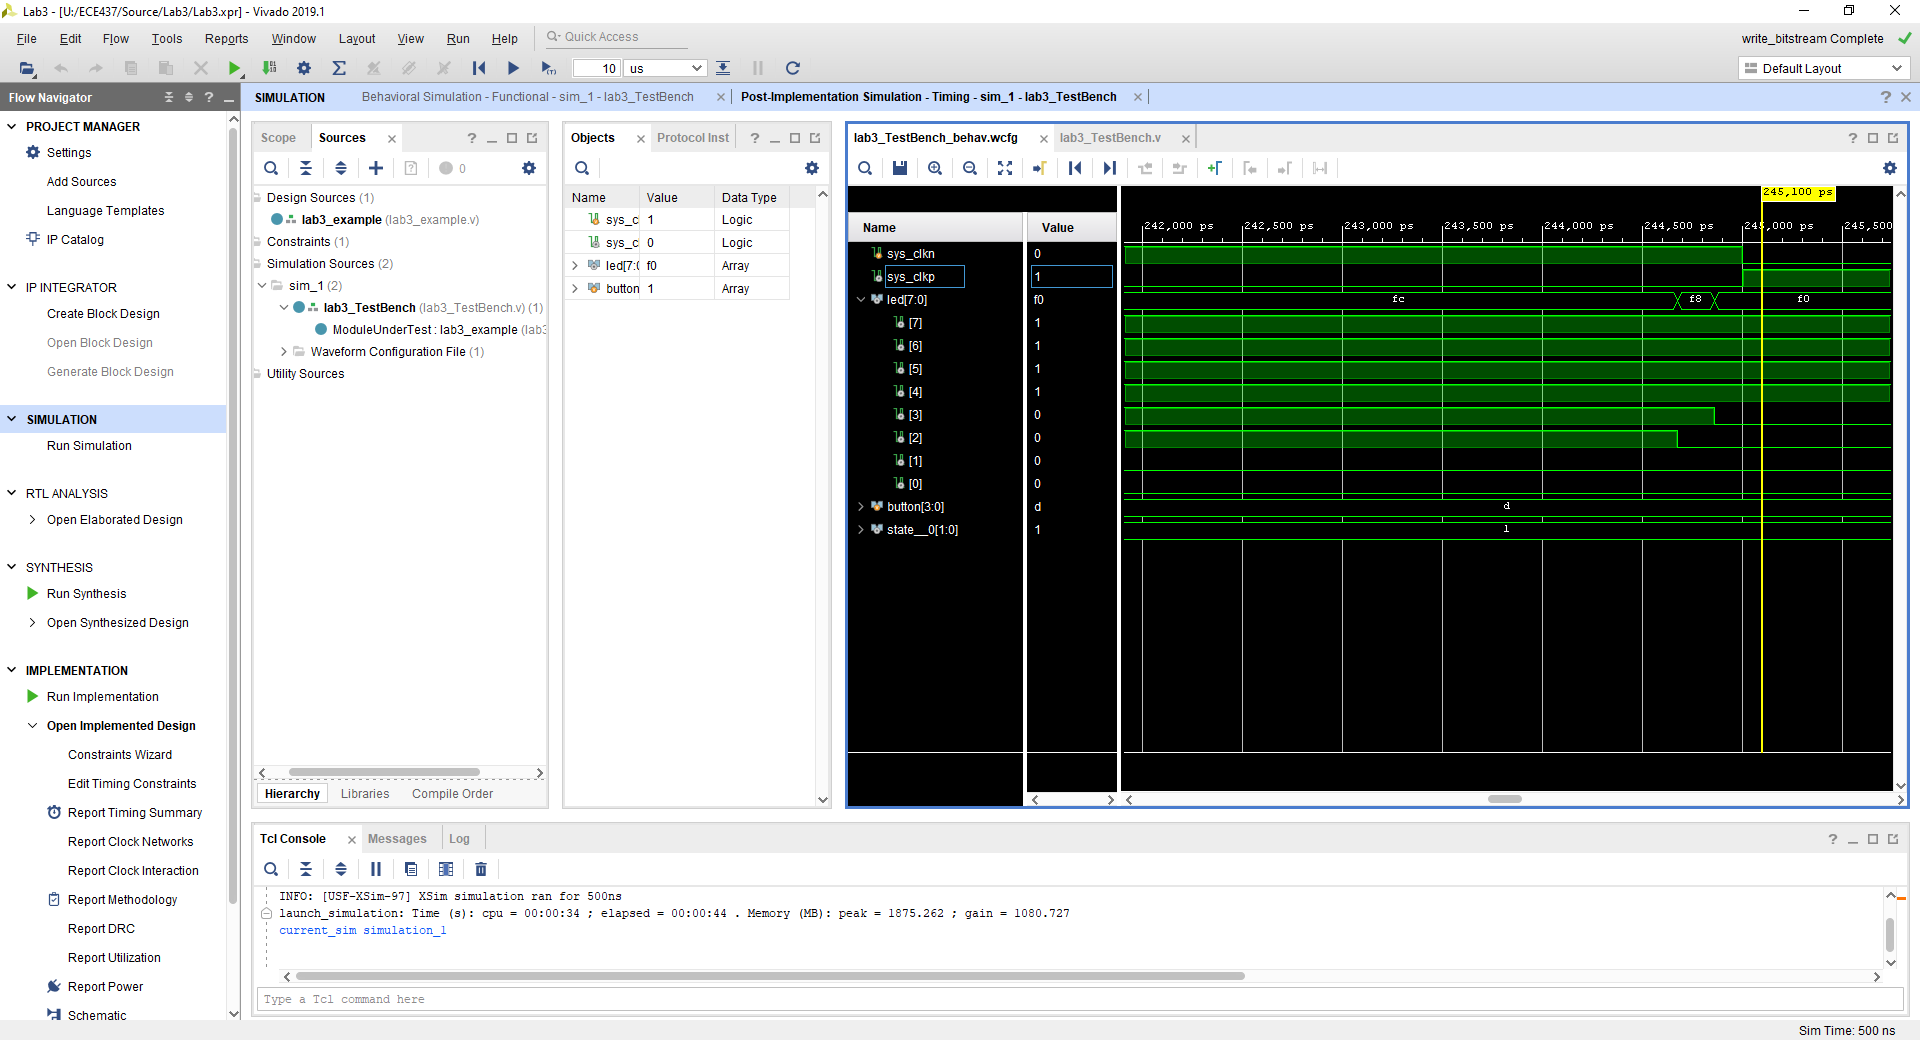 Lab3 - [U:/ECE437/Source/Lab3/Lab3.xpr] - Vivado 2019.1
File Edit Flow Tools Reports Window Layout View Run Help Quick Access
write_bitstream Complete
10 us
Default Layout
Flow Navigator
PROJECT MANAGER
Settings
Add Sources
Language Templates
IP Catalog
IP INTEGRATOR
Create Block Design
Open Block Design
Generate Block Design
SIMULATION
Run Simulation
RTL ANALYSIS
Open Elaborated Design
SYNTHESIS
Run Synthesis
Open Synthesized Design
IMPLEMENTATION
Run Implementation
Open Implemented Design
Constraints Wizard
Edit Timing Constraints
Report Timing Summary
Report Clock Networks
Report Clock Interaction
Report Methodology
Report DRC
Report Utilization
Report Power
Schematic
SIMULATION
Behavioral Simulation - Functional - sim_1 - lab3_TestBench
Post-Implementation Simulation - Timing - sim_1 - lab3_TestBench
Scope Sources
0
Design Sources (1)
lab3_example (lab3_example.v)
Constraints (1)
Simulation Sources (2)
sim_1 (2)
lab3_TestBench (lab3_TestBench.v) (1)
ModuleUnderTest : lab3_example (lab3
Waveform Configuration File (1)
Utility Sources
Hierarchy Libraries Compile Order
Objects Protocol Inst
Name Value Data Type
sys_cl 1 Logic
sys_cl 0 Logic
led[7:0 f0 Array
button 1 Array
lab3_TestBench_behav.wcfg lab3_TestBench.v
245,100 ps
242,000 ps 242,500 ps 243,000 ps 243,500 ps 244,000 ps 244,500 ps 245,000 ps 245,500
Name Value
sys_clkn 0
sys_clkp 1
led[7:0] f0 fc f8 f0
[7] 1
[6] 1
[5] 1
[4] 1
[3] 0
[2] 0
[1] 0
[0] 0
button[3:0] d d
state__0[1:0] 1 1
Tcl Console Messages Log
INFO: [USF-XSim-97] XSim simulation ran for 500ns
launch_simulation: Time (s): cpu = 00:00:34 ; elapsed = 00:00:44 . Memory (MB): peak = 1875.262 ; gain = 1080.727
current_sim simulation_1
Type a Tcl command here
Sim Time: 500 ns